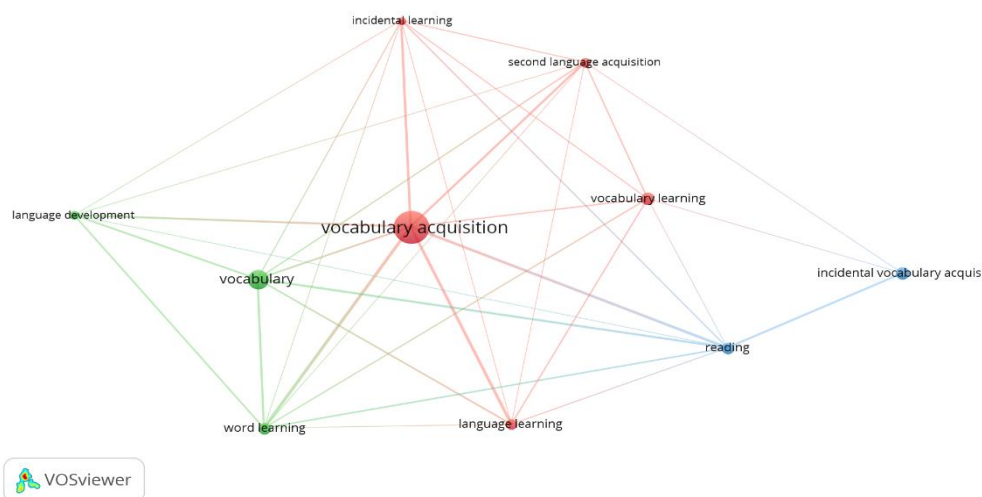 incidental learning
second language acquisition
vocabulary learning
language development
vocabulary acquisition
incidental vocabulary acquis
vocabulary
reading
language learning
word learning
VOSviewer